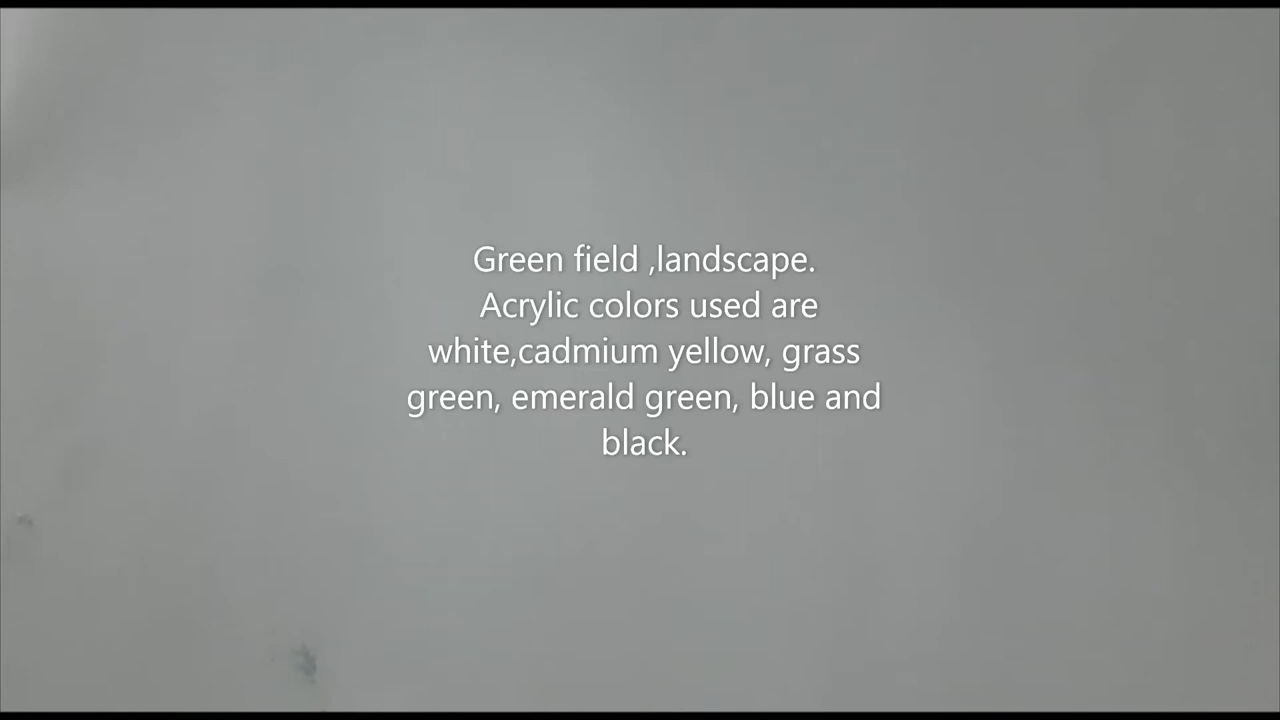 Green field ,landscape.
Acrylic colors used are
white,cadmium yellow, grass
green, emerald green, blue and
black.